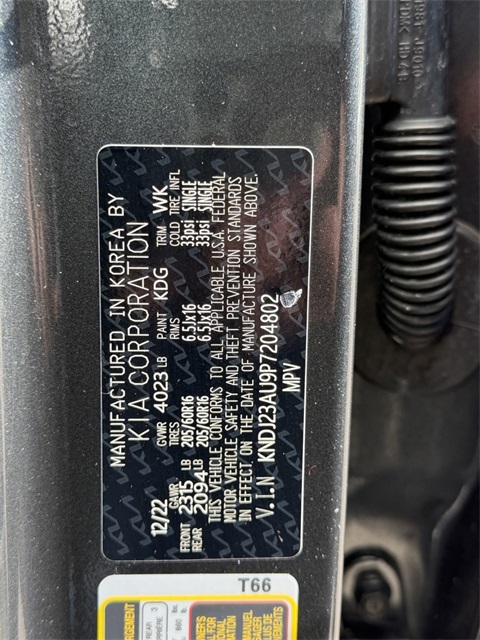 MANUFACTURED IN KOREA BY
KIA CORPORATION
12/22 GVWR 4023 LB PAINT KDG TRIM WK
GAWR TIRES RIMS COLD TIRE INFL
FRONT 2315 LB 205/60R16 6.5Jx16 33psi SINGLE
REAR 2094 LB 205/60R16 6.5Jx16 33psi SINGLE
THIS VEHICLE CONFORMS TO ALL APPLICABLE U.S.A. FEDERAL
MOTOR VEHICLE SAFETY AND THEFT PREVENTION STANDARDS
IN EFFECT ON THE DATE OF MANUFACTURE SHOWN ABOVE.
V.I.N KNDJ23AU9P7204802
MPV
T66
REAR 3